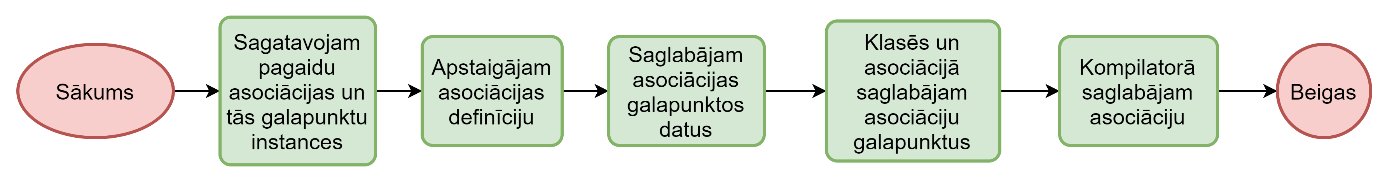 Sākums
Sagatavojam
pagaidu
asociācijas un
tās galapunktu
instances
Apstaigājam
asociācijas
definīciju
Saglabājam
asociācijas
galapunktos
datus
Klasēs un
asociācijā
saglabājam
asociāciju
galapunktus
Kompilatorā
saglabājam
asociāciju
Beigas